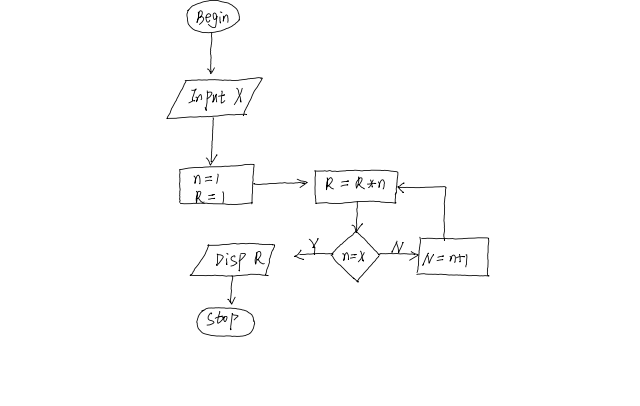 Begin
Input X
n=1
R=1
R = R*n
n=X
Y
N
N=n+1
Disp R
Stop